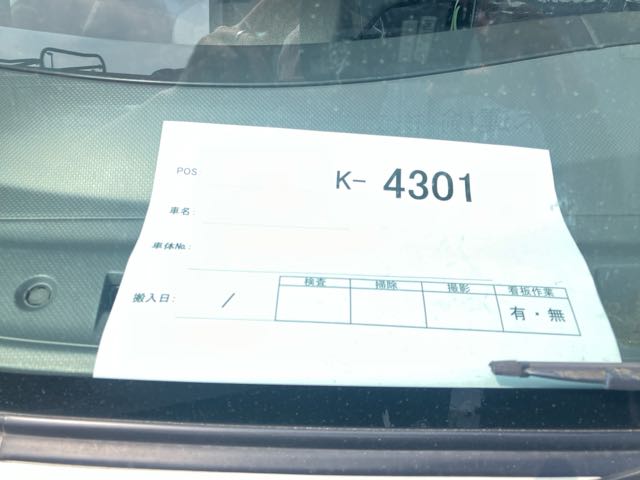 POS
K- 4301
車名:
車体No.:
搬入日: /
検査 掃除 撮影 看板作業
有・無